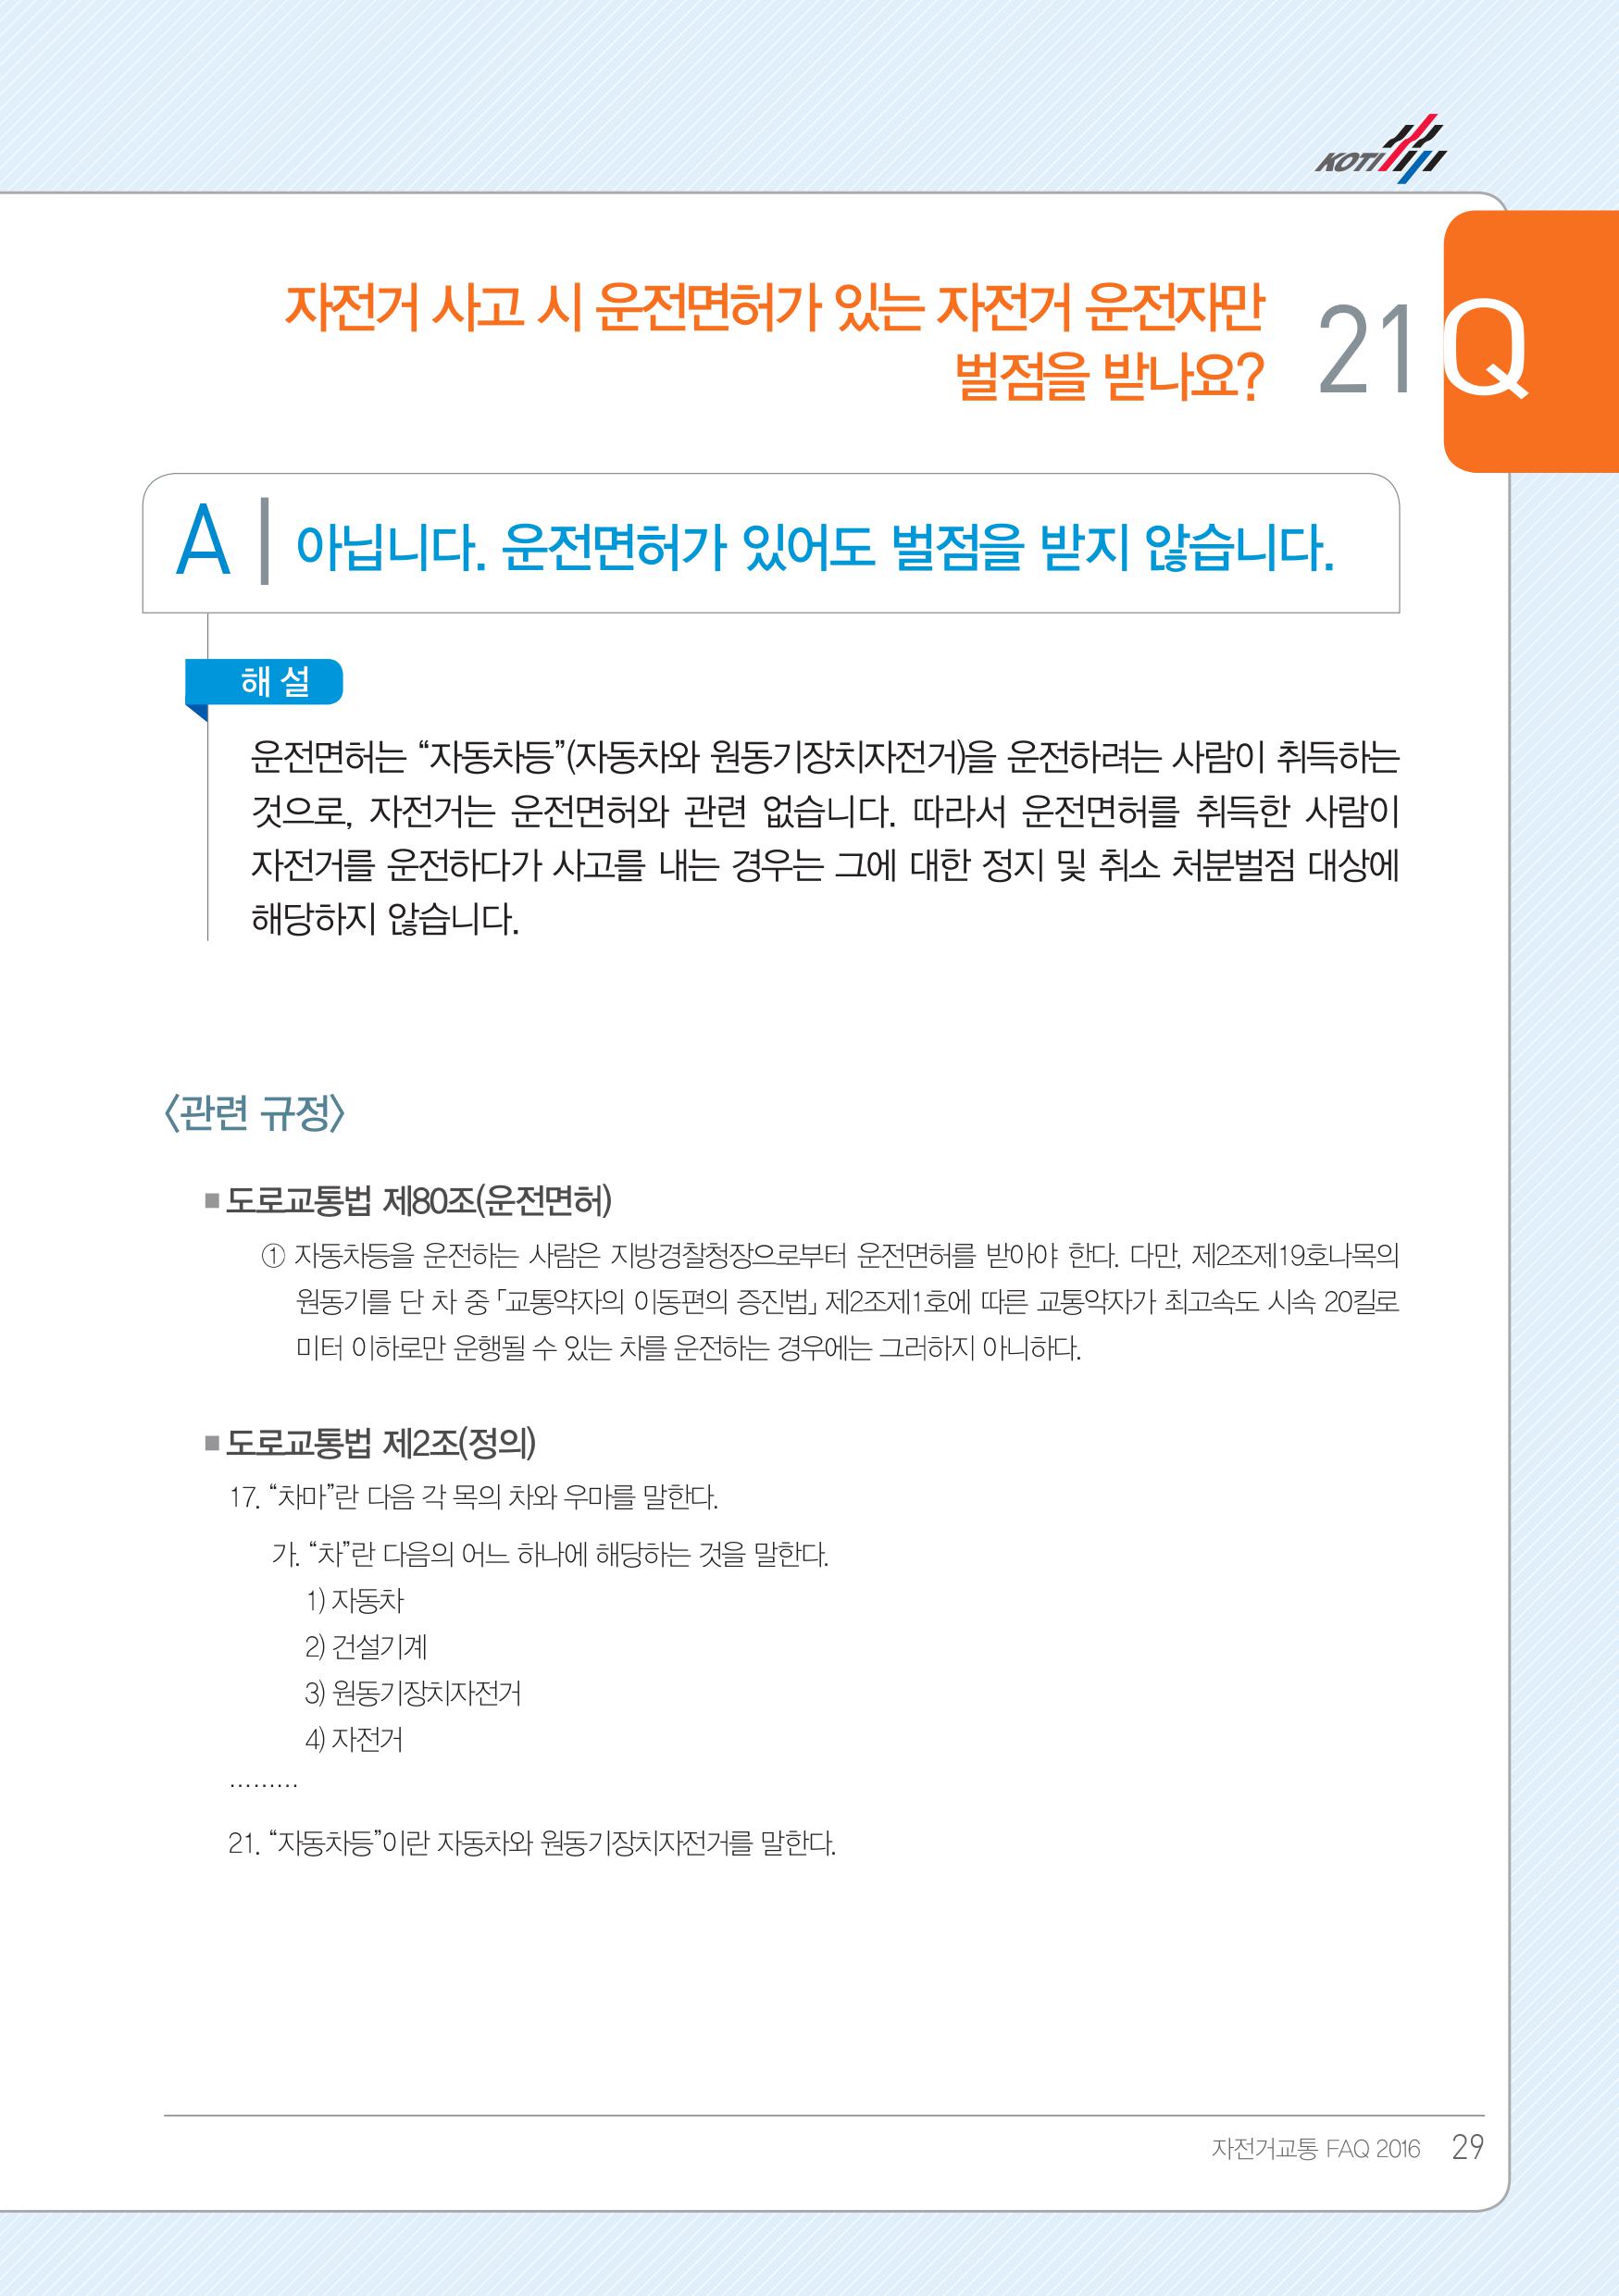 KOTI
자전거 사고 시 운전면허가 있는 자전거 운전자만
벌점을 받나요?
21 Q
A 아닙니다. 운전면허가 있어도 벌점을 받지 않습니다.
해 설
운전면허는 “자동차등”(자동차와 원동기장치자전거)을 운전하려는 사람이 취득하는
것으로, 자전거는 운전면허와 관련 없습니다. 따라서 운전면허를 취득한 사람이
자전거를 운전하다가 사고를 내는 경우는 그에 대한 정지 및 취소 처분벌점 대상에
해당하지 않습니다.
〈관련 규정〉
■ 도로교통법 제80조(운전면허)
① 자동차등을 운전하는 사람은 지방경찰청장으로부터 운전면허를 받아야 한다. 다만, 제2조제19호나목의
원동기를 단 차 중 「교통약자의 이동편의 증진법」 제2조제1호에 따른 교통약자가 최고속도 시속 20킬로
미터 이하로만 운행될 수 있는 차를 운전하는 경우에는 그러하지 아니하다.
■ 도로교통법 제2조(정의)
17. “차마”란 다음 각 목의 차와 우마를 말한다.
가. “차”란 다음의 어느 하나에 해당하는 것을 말한다.
1) 자동차
2) 건설기계
3) 원동기장치자전거
4) 자전거
………
21. “자동차등”이란 자동차와 원동기장치자전거를 말한다.
자전거교통 FAQ 2016 29